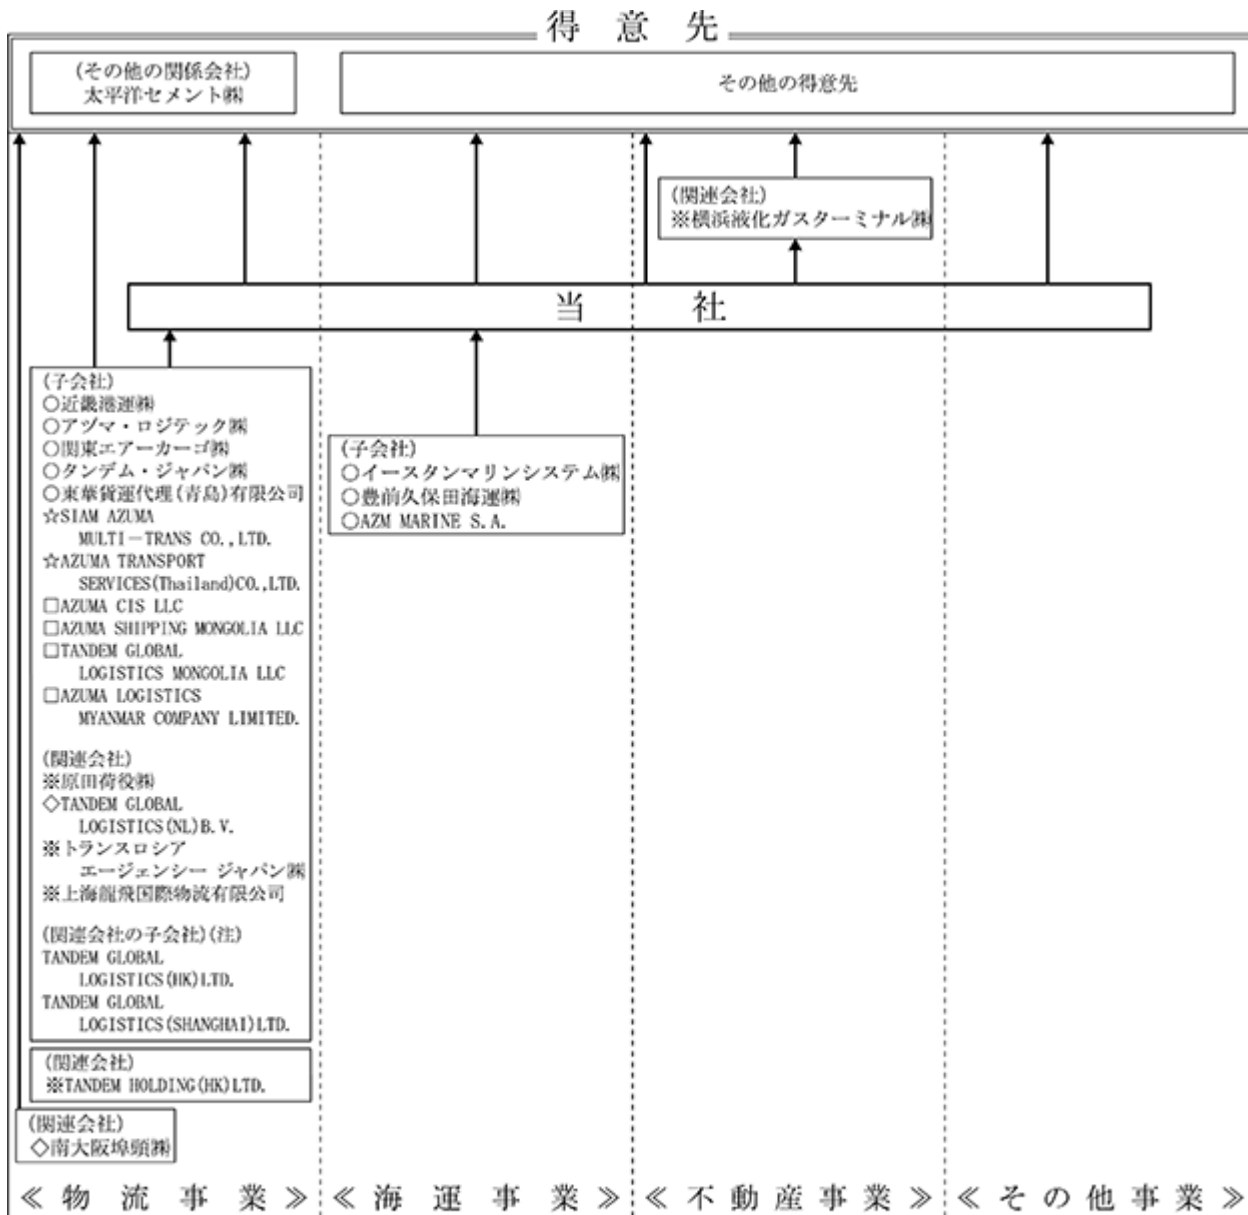 得意先
(その他の関係会社)
太平洋セメント㈱
その他の得意先
(関連会社)
※横浜液化ガスターミナル㈱
当社
(子会社)
○近畿港運㈱
○アヅマ・ロジテック㈱
○関東エアーカーゴ㈱
○タンデム・ジャパン㈱
○東華貨運代理(青島)有限公司
☆SIAM AZUMA
MULTI－TRANS CO.,LTD.
☆AZUMA TRANSPORT
SERVICES(Thailand)CO.,LTD.
□AZUMA CIS LLC
□AZUMA SHIPPING MONGOLIA LLC
□TANDEM GLOBAL
LOGISTICS MONGOLIA LLC
□AZUMA LOGISTICS
MYANMAR COMPANY LIMITED.
(関連会社)
※原田荷役㈱
◇TANDEM GLOBAL
LOGISTICS(NL)B.V.
※トランスロシア
エージェンシー ジャパン㈱
※上海龍飛国際物流有限公司
(関連会社の子会社)(注)
TANDEM GLOBAL
LOGISTICS(HK)LTD.
TANDEM GLOBAL
LOGISTICS(SHANGHAI)LTD.
(関連会社)
※TANDEM HOLDING(HK)LTD.
(関連会社)
◇南大阪埠頭㈱
(子会社)
○イースタンマリンシステム㈱
○豊前久保田海運㈱
○AZM MARINE S.A.
≪物流事業≫
≪海運事業≫
≪不動産事業≫
≪その他事業≫